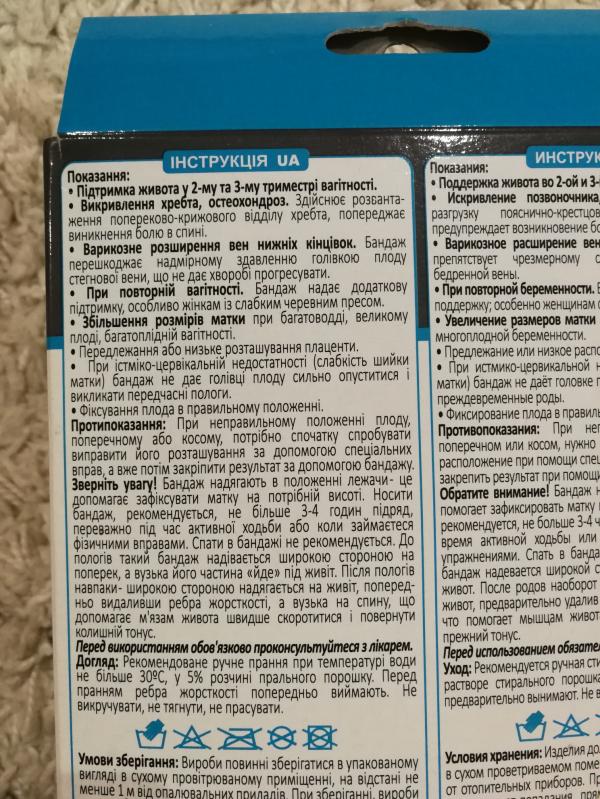 ІНСТРУКЦІЯ UA
Показання:
• Підтримка живота у 2-му та 3-му триместрі вагітності.
• Викривлення хребта, остеохондроз. Здійснює розванта-
ження попереково-крижового відділу хребта, попереджає
виникнення болю в спині.
• Варикозне розширення вен нижніх кінцівок. Бандаж
перешкоджає надмірному здавленню голівкою плоду
стегнової вени, що не дає хворобі прогресувати.
• При повторній вагітності. Бандаж надає додаткову
підтримку, особливо жінкам із слабким черевним пресом.
• Збільшення розмірів матки при багатоводді, великому
плоді, багатоплідній вагітності.
• Передлежання або низьке розташування плаценти.
• При істміко-цервікальній недостатності (слабкість шийки
матки) бандаж не дає голівці плоду сильно опуститися і
викликати передчасні пологи.
• Фіксування плода в правильному положенні.
Протипоказання: При неправильному положенні плоду,
поперечному або косому, потрібно спочатку спробувати
виправити його розташування за допомогою спеціальних
вправ, а вже потім закріпити результат за допомогою бандажу.
Зверніть увагу! Бандаж надягають в положенні лежачи- це
допомагає зафіксувати матку на потрібній висоті. Носити
бандаж, рекомендується, не більше 3-4 годин підряд,
переважно під час активної ходьби або коли займаєтеся
фізичними вправами. Спати в бандажі не рекомендується. До
пологів такий бандаж надівається широкою стороною на
поперек, а вузька його частина «йде» під живіт. Після пологів
навпаки- широкою стороною надягається на живіт, поперед-
ньо видаливши ребра жорсткості, а вузька на спину, що
допомагає м'язам живота швидше скоротитися і повернути
колишній тонус.
Перед використанням обов'язково проконсультуйтеся з лікарем.
Догляд: Рекомендоване ручне прання при температурі води
не більше 30ºС, у 5% розчині прального порошку. Перед
пранням ребра жорсткості попередньо виймають. Не
викручувати, не тягнути, не прасувати.
Умови зберігання: Вироби повинні зберігатися в упакованому
вигляді в сухому провітрюваному приміщенні, на відстані не
менше 1 м від опалювальних приладів. При зберіганні, вироби
ИНСТРУК
Показания:
• Поддержка живота во 2-ой и 3-
• Искривление позвоночника,
разгрузку пояснично-крестцов
предупреждает возникновение бо
• Варикозное расширение вен
препятствует чрезмерному с
бедренной вены.
• При повторной беременности.
поддержку; особенно женщинам с
• Увеличение размеров матки
многоплодной беременности.
• Предлежание или низкое распо
• При истмико-цервикальной н
матки) бандаж не даёт головке п
преждевременные роды.
• Фиксирование плода в правиль
Противопоказания: При неп
поперечном или косом, нужно
расположение при помощи спец
закрепить результат при помощи
Обратите внимание! Бандаж н
помогает зафиксировать матку н
рекомендуется, не больше 3-4 ч
время активной ходьбы или
упражнениями. Спать в банда
бандаж надевается широкой с
живот. После родов наоборот
живот, предварительно удалив
что помогает мышцам живот
прежний тонус.
Перед использованием обязател
Уход: Рекомендуется ручная сти
растворе стирального порошка
предварительно вынимают. Не в
Условия хранения: Изделия дол
в сухом проветриваемом поме
от отопительных приборов. Пр